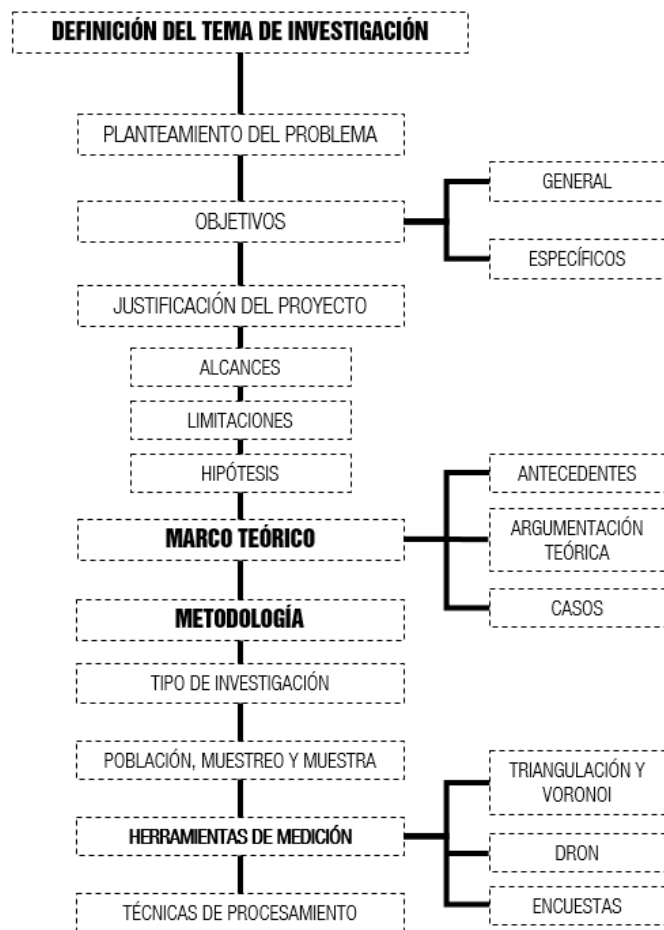 DEFINICIÓN DEL TEMA DE INVESTIGACIÓN
PLANTEAMIENTO DEL PROBLEMA
OBJETIVOS
GENERAL
ESPECÍFICOS
JUSTIFICACIÓN DEL PROYECTO
ALCANCES
LIMITACIONES
HIPÓTESIS
MARCO TEÓRICO
ANTECEDENTES
ARGUMENTACIÓN
TEÓRICA
CASOS
METODOLOGÍA
TIPO DE INVESTIGACIÓN
POBLACIÓN, MUESTREO Y MUESTRA
HERRAMIENTAS DE MEDICIÓN
TRIANGULACIÓN Y
VORONOI
DRON
ENCUESTAS
TÉCNICAS DE PROCESAMIENTO